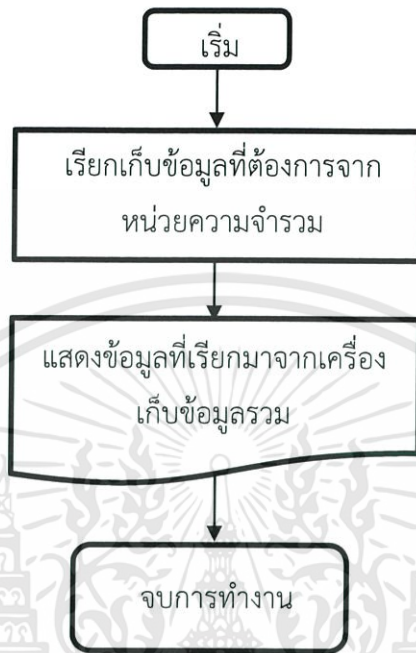 เริ่ม
เรียกเก็บข้อมูลที่ต้องการจาก
หน่วยความจำรวม
แสดงข้อมูลที่เรียกมาจากเครื่อง
เก็บข้อมูลรวม
จบการทำงาน